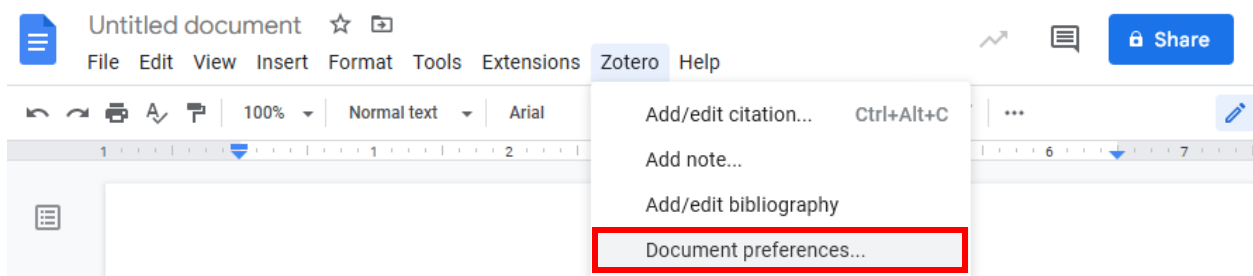 Untitled document
Share
File Edit View Insert Format Tools Extensions Zotero Help
100% Normal text Arial
1 1 2 6 7
Add/edit citation... Ctrl+Alt+C
Add note...
Add/edit bibliography
Document preferences...